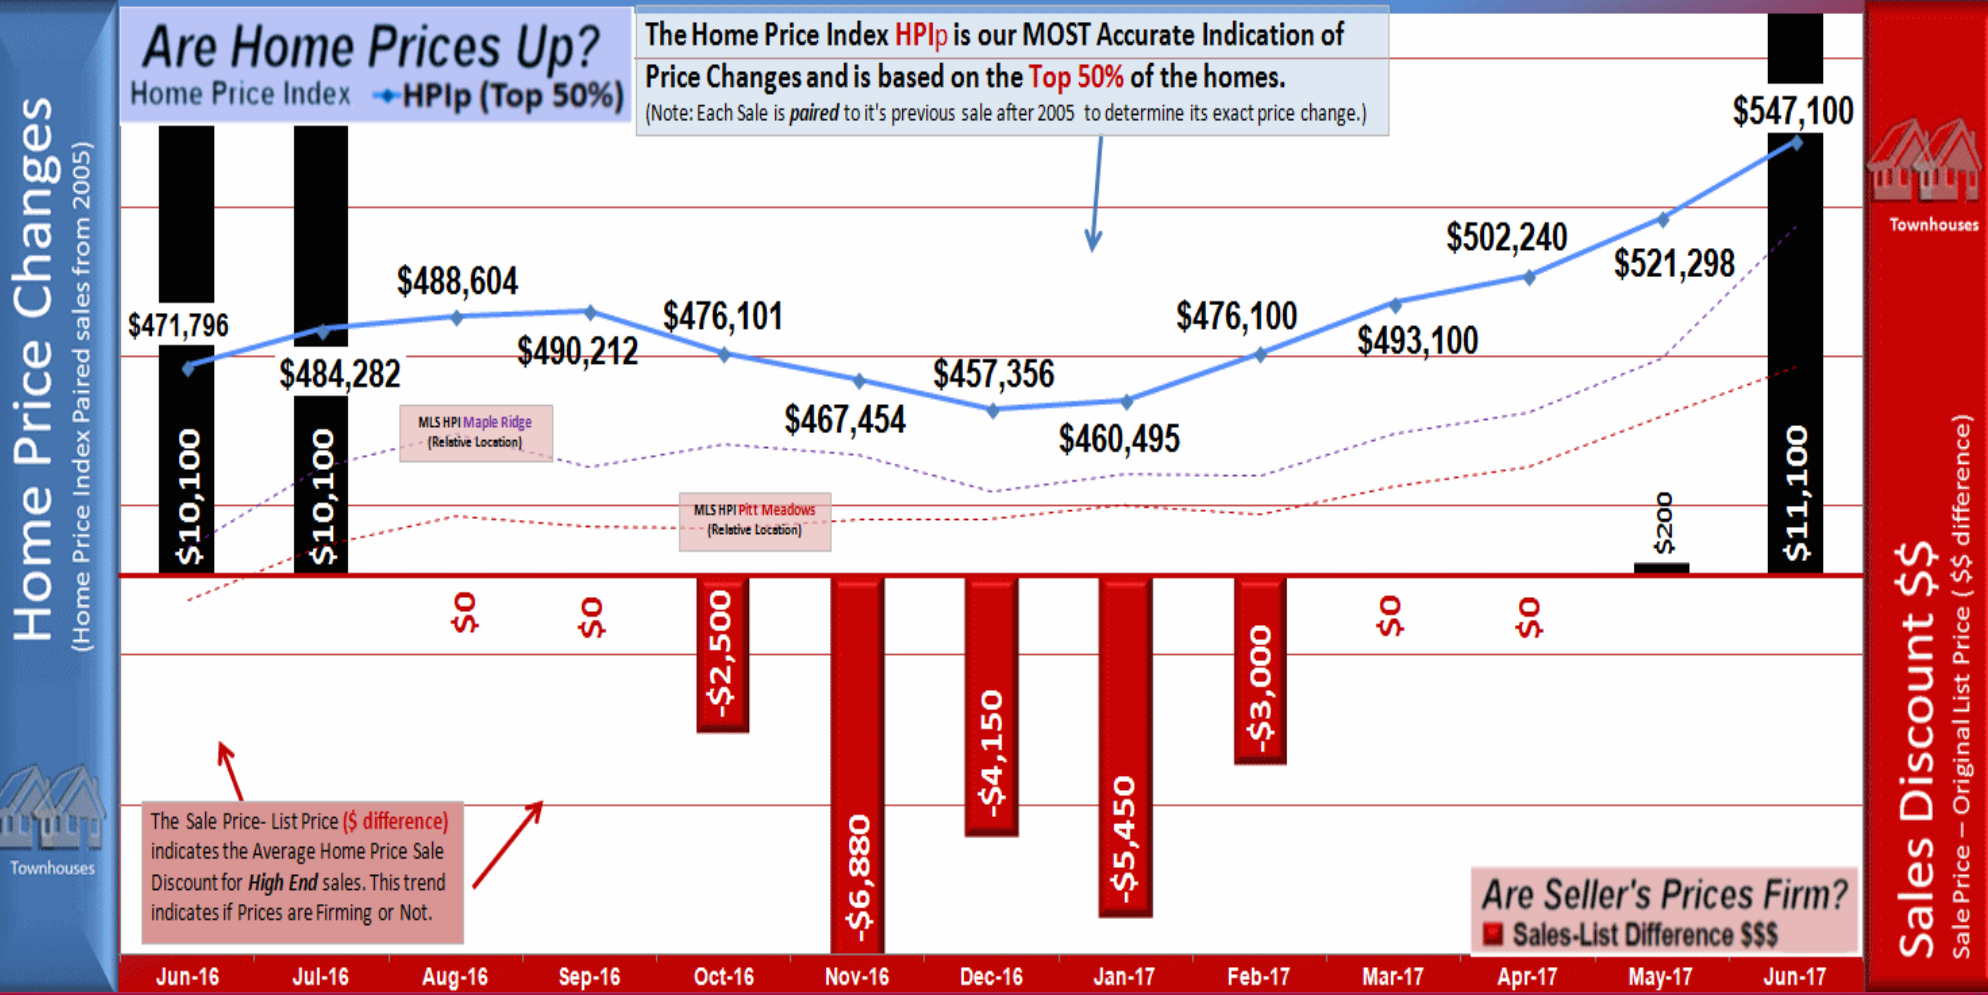 Home Price Changes
(Home Price Index Paired sales from 2005)
Townhouses
Are Home Prices Up?
Home Price Index HPIp (Top 50%)
The Home Price Index HPIp is our MOST Accurate Indication of
Price Changes and is based on the Top 50% of the homes.
(Note: Each Sale is paired to it's previous sale after 2005 to determine its exact price change.)
$471,796
$484,282
$488,604
$490,212
$476,101
$467,454
$457,356
$460,495
$476,100
$493,100
$502,240
$521,298
$547,100
MLS HPI Maple Ridge
(Relative Location)
MLS HPI Pitt Meadows
(Relative Location)
$10,100
$10,100
$0
$0
-$2,500
-$6,880
-$4,150
-$5,450
-$3,000
$0
$0
$200
$11,100
The Sale Price- List Price ($ difference)
indicates the Average Home Price Sale
Discount for High End sales. This trend
indicates if Prices are Firming or Not.
Are Seller's Prices Firm?
Sales-List Difference $$$
Jun-16 Jul-16 Aug-16 Sep-16 Oct-16 Nov-16 Dec-16 Jan-17 Feb-17 Mar-17 Apr-17 May-17 Jun-17
Townhouses
Sales Discount $$
Sale Price – Original List Price ( $$ difference)